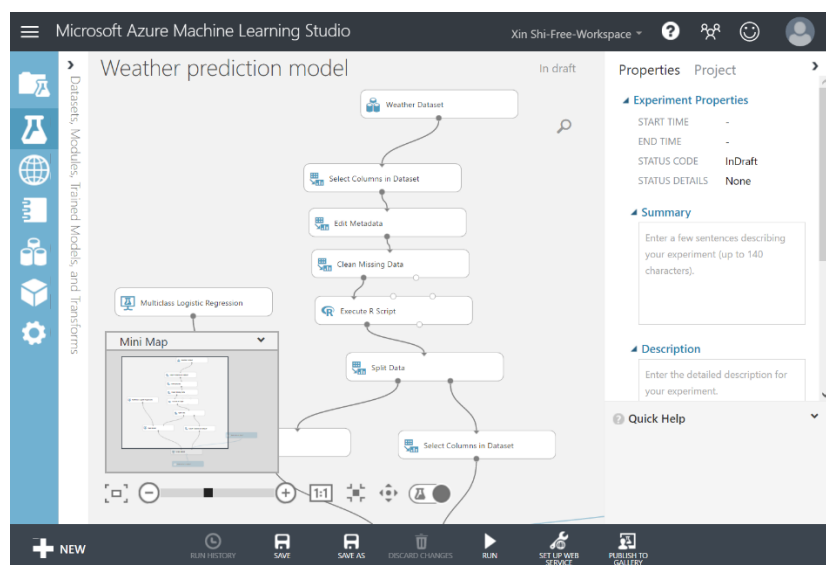 Microsoft Azure Machine Learning Studio
Xin Shi-Free-Workspace
?
Datasets, Modules, Trained Models, and Transforms
Weather prediction model
In draft
Weather Dataset
Select Columns in Dataset
Edit Metadata
Clean Missing Data
Multiclass Logistic Regression
Execute R Script
Mini Map
Split Data
Select Columns in Dataset
1:1
Properties Project
Experiment Properties
START TIME -
END TIME -
STATUS CODE InDraft
STATUS DETAILS None
Summary
Enter a few sentences describing
your experiment (up to 140
characters).
Description
Enter the detailed description for
your experiment.
? Quick Help
NEW
RUN HISTORY
SAVE
SAVE AS
DISCARD CHANGES
RUN
SET UP WEB
SERVICE
PUBLISH TO
GALLERY